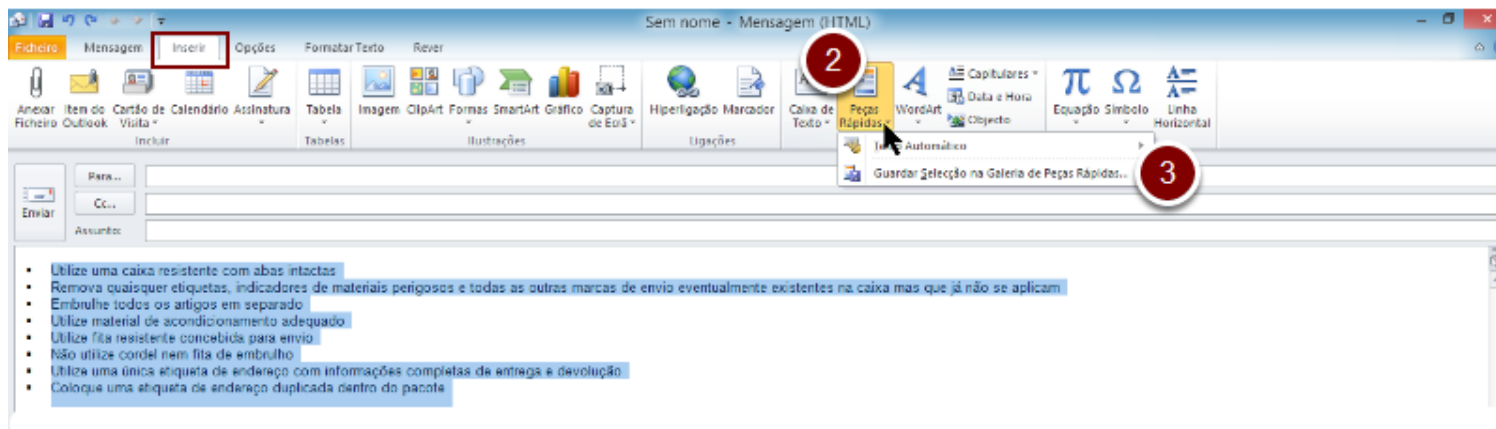 Sem nome - Mensagem (HTML)
Ficheiro Mensagem Inserir Opções Formatar Texto Rever
2
Anexar Ficheiro
Item do Outlook
Cartão de Visita
Calendário
Assinatura
Tabela
Imagem
ClipArt
Formas
SmartArt
Gráfico
Captura de Ecrã
Hiperligação
Marcador
Caixa de Texto
Peças Rápidas
WordArt
Capitulares
Data e Hora
Objecto
Equação
Símbolo
Linha Horizontal
Incluir Tabelas Ilustrações Ligações
Automático
Guardar Selecção na Galeria de Peças Rápidas...
3
Para...
Cc...
Enviar
Assunto:
Utilize uma caixa resistente com abas intactas
Remova quaisquer etiquetas, indicadores de materiais perigosos e todas as outras marcas de envio eventualmente existentes na caixa mas que já não se aplicam
Embrulhe todos os artigos em separado
Utilize material de acondicionamento adequado
Utilize fita resistente concebida para envio
Não utilize cordel nem fita de embrulho
Utilize uma única etiqueta de endereço com informações completas de entrega e devolução
Coloque uma etiqueta de endereço duplicada dentro do pacote